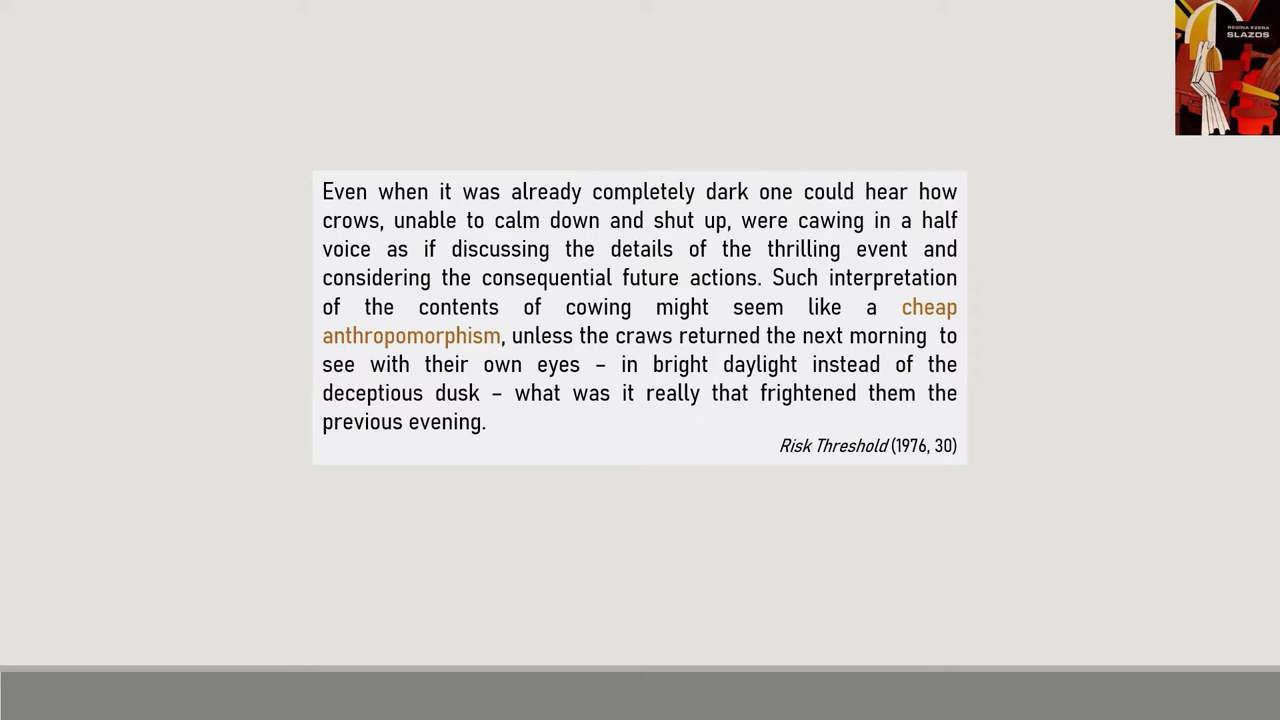 REGĪNA EZERA
SLAZDS
Even when it was already completely dark one could hear how
crows, unable to calm down and shut up, were cawing in a half
voice as if discussing the details of the thrilling event and
considering the consequential future actions. Such interpretation
of the contents of cowing might seem like a cheap
anthropomorphism, unless the craws returned the next morning to
see with their own eyes – in bright daylight instead of the
deceptious dusk – what was it really that frightened them the
previous evening.
Risk Threshold (1976, 30)